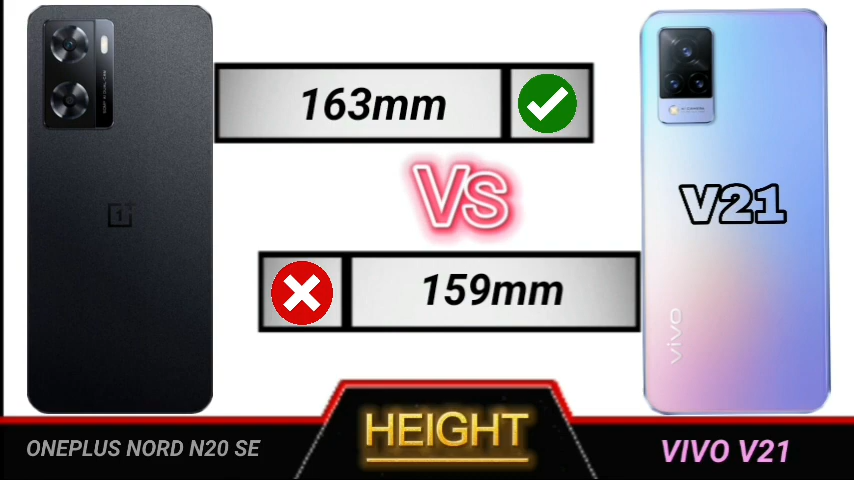 163mm
VS
V21
159mm
vivo
HEIGHT
ONEPLUS NORD N20 SE
VIVO V21